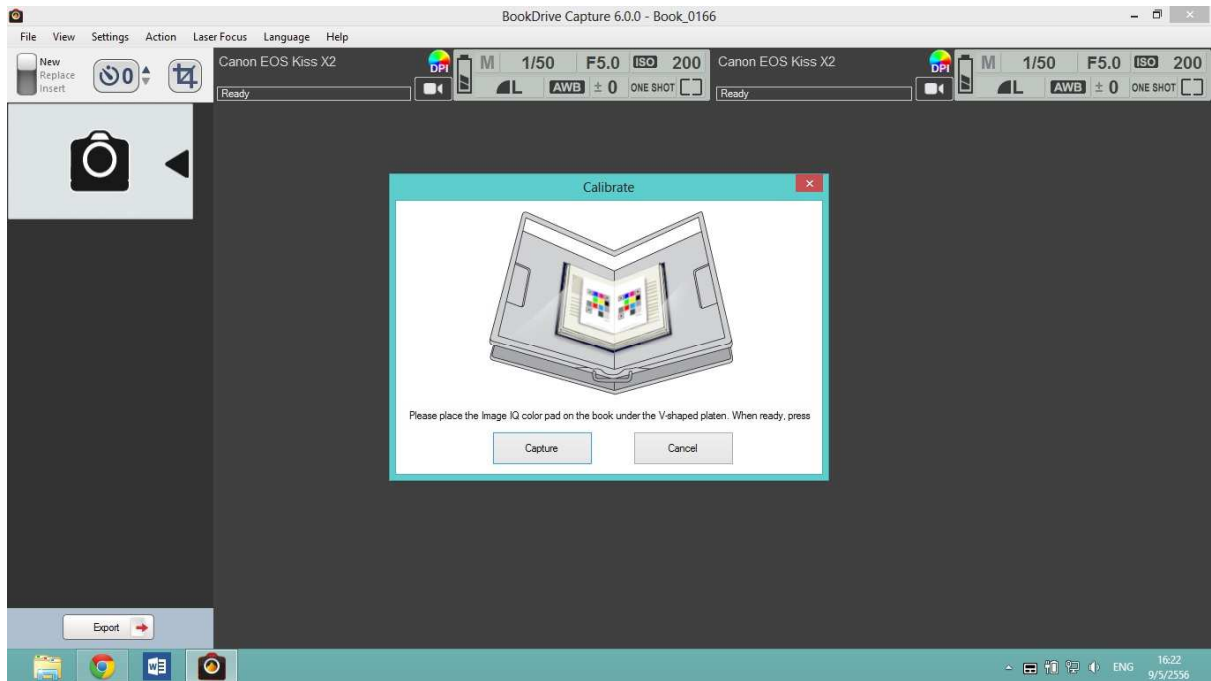 BookDrive Capture 6.0.0 - Book_0166
File View Settings Action Laser Focus Language Help
New
Replace
Insert
0
Canon EOS Kiss X2
Ready
DPI
M 1/50 F5.0 ISO 200
L AWB ± 0 ONE SHOT
Canon EOS Kiss X2
Ready
DPI
M 1/50 F5.0 ISO 200
L AWB ± 0 ONE SHOT
Calibrate
Please place the Image IQ color pad on the book under the V-shaped platen. When ready, press
Capture Cancel
Export
ENG
16:22
9/5/2556